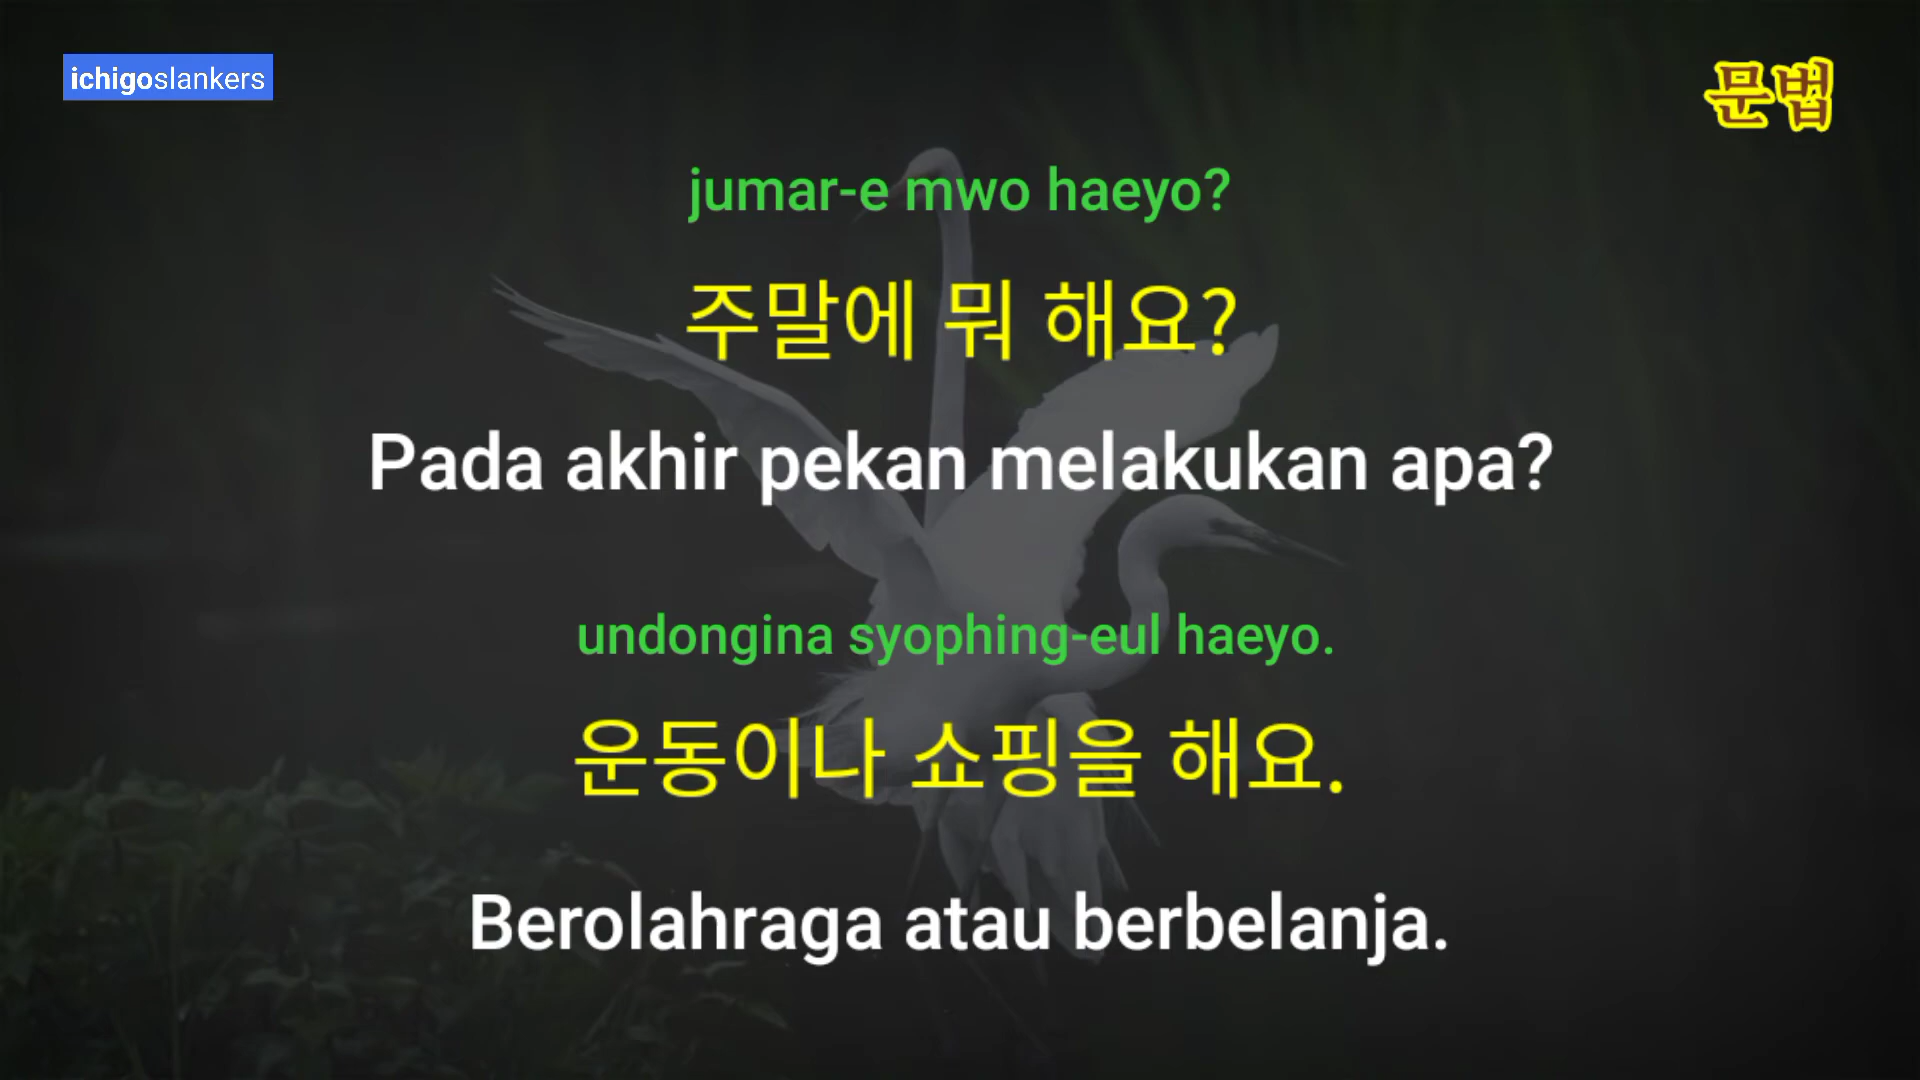 ichigoslankers
문법
jumar-e mwo haeyo?
주말에 뭐 해요?
Pada akhir pekan melakukan apa?
undongina syophing-eul haeyo.
운동이나 쇼핑을 해요.
Berolahraga atau berbelanja.